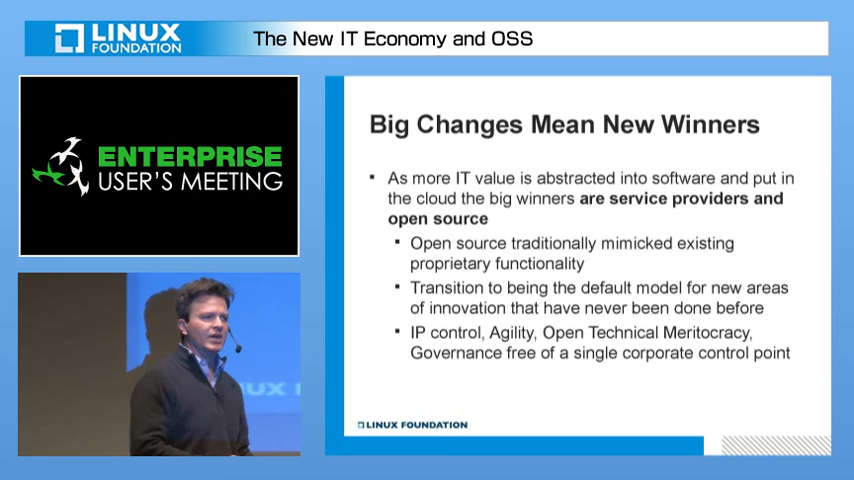 LINUX
FOUNDATION
The New IT Economy and OSS
ENTERPRISE
USER'S MEETING
Big Changes Mean New Winners
▪ As more IT value is abstracted into software and put in
the cloud the big winners are service providers and
open source
▪ Open source traditionally mimicked existing
proprietary functionality
▪ Transition to being the default model for new areas
of innovation that have never been done before
▪ IP control, Agility, Open Technical Meritocracy,
Governance free of a single corporate control point
UX
LINUX FOUNDATION